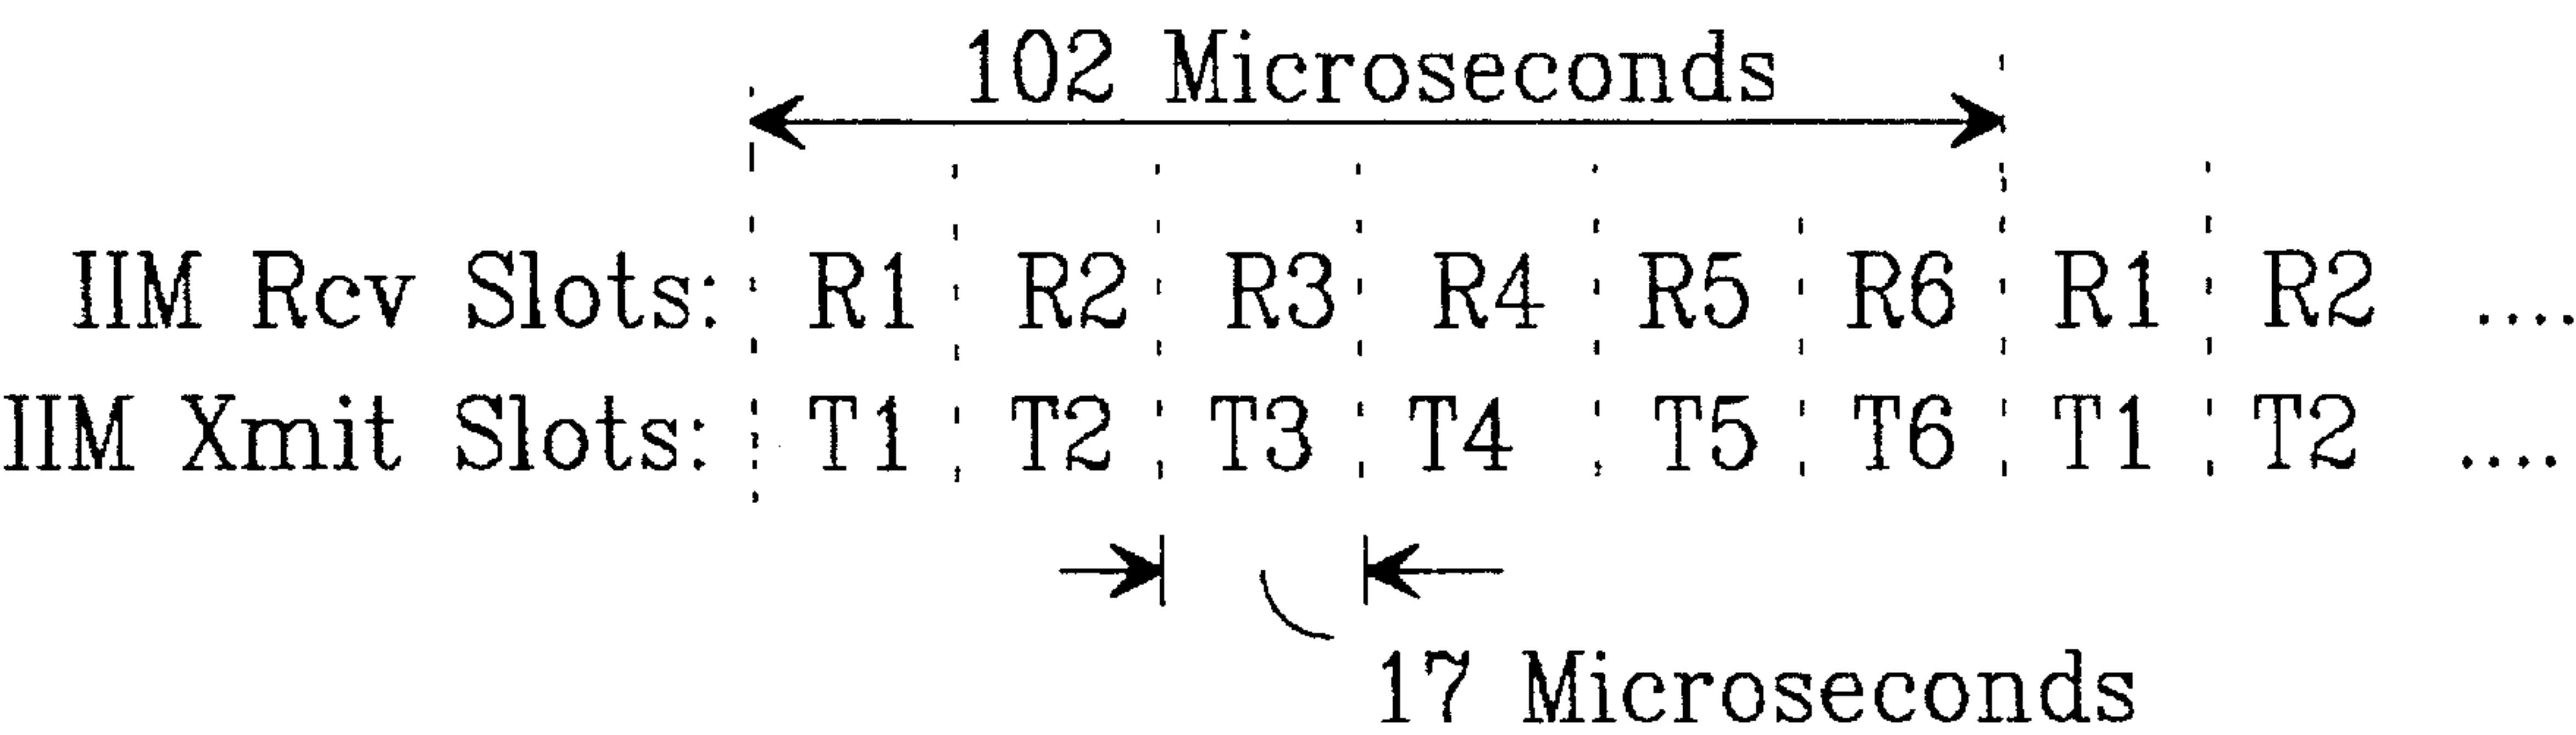 102 Microseconds
IIM Rcv Slots: R1 R2 R3 R4 R5 R6 R1 R2 ....
IIM Xmit Slots: T1 T2 T3 T4 T5 T6 T1 T2 ....
17 Microseconds